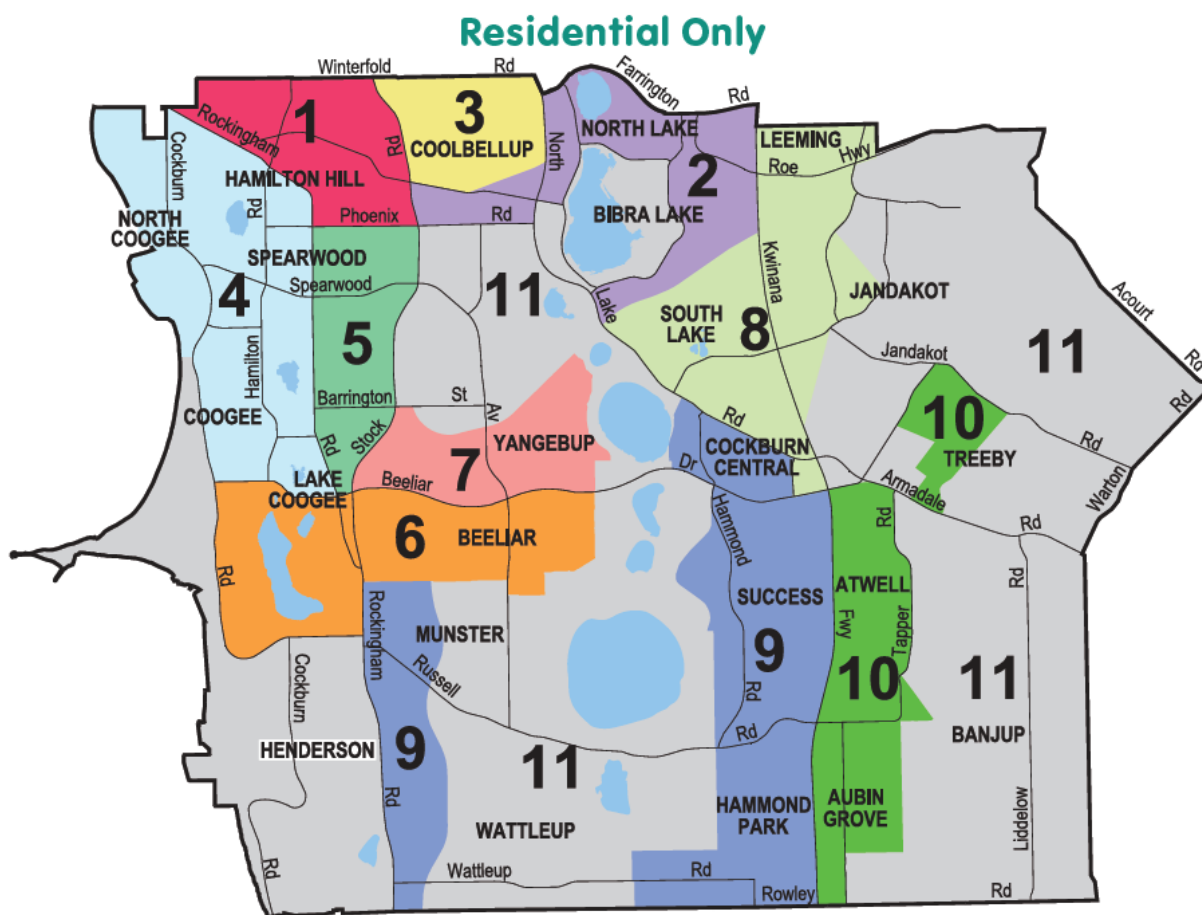 Residential Only
Winterfold Rd
Farrington Rd
Rockingham Rd
1
3
COOLBELLUP
North Lake Rd
NORTH LAKE
2
LEEMING
Roe Hwy
Cockburn Rd
HAMILTON HILL
NORTH
COOGEE
Phoenix Rd
BIBRA LAKE
SPEARWOOD
Spearwood Av
4
11
Kwinana Fwy
JANDAKOT
Acourt Rd
SOUTH
LAKE
8
5
Hamilton Rd
Jandakot Rd
11
Barrington St
COOGEE
Stock Rd
10
YANGEBUP
TREEBY
COCKBURN
CENTRAL
7
LAKE
COOGEE
Beeliar Dr
Armadale Rd
Warton Rd
Hammond Rd
6
BEELIAR
SUCCESS
ATWELL
Tapper Rd
MUNSTER
Rockingham Rd
Russell Rd
9
10
11
Cockburn Rd
HENDERSON
9
11
BANJUP
HAMMOND
PARK
AUBIN
GROVE
WATTLEUP
Liddelow Rd
Wattleup Rd
Rowley Rd